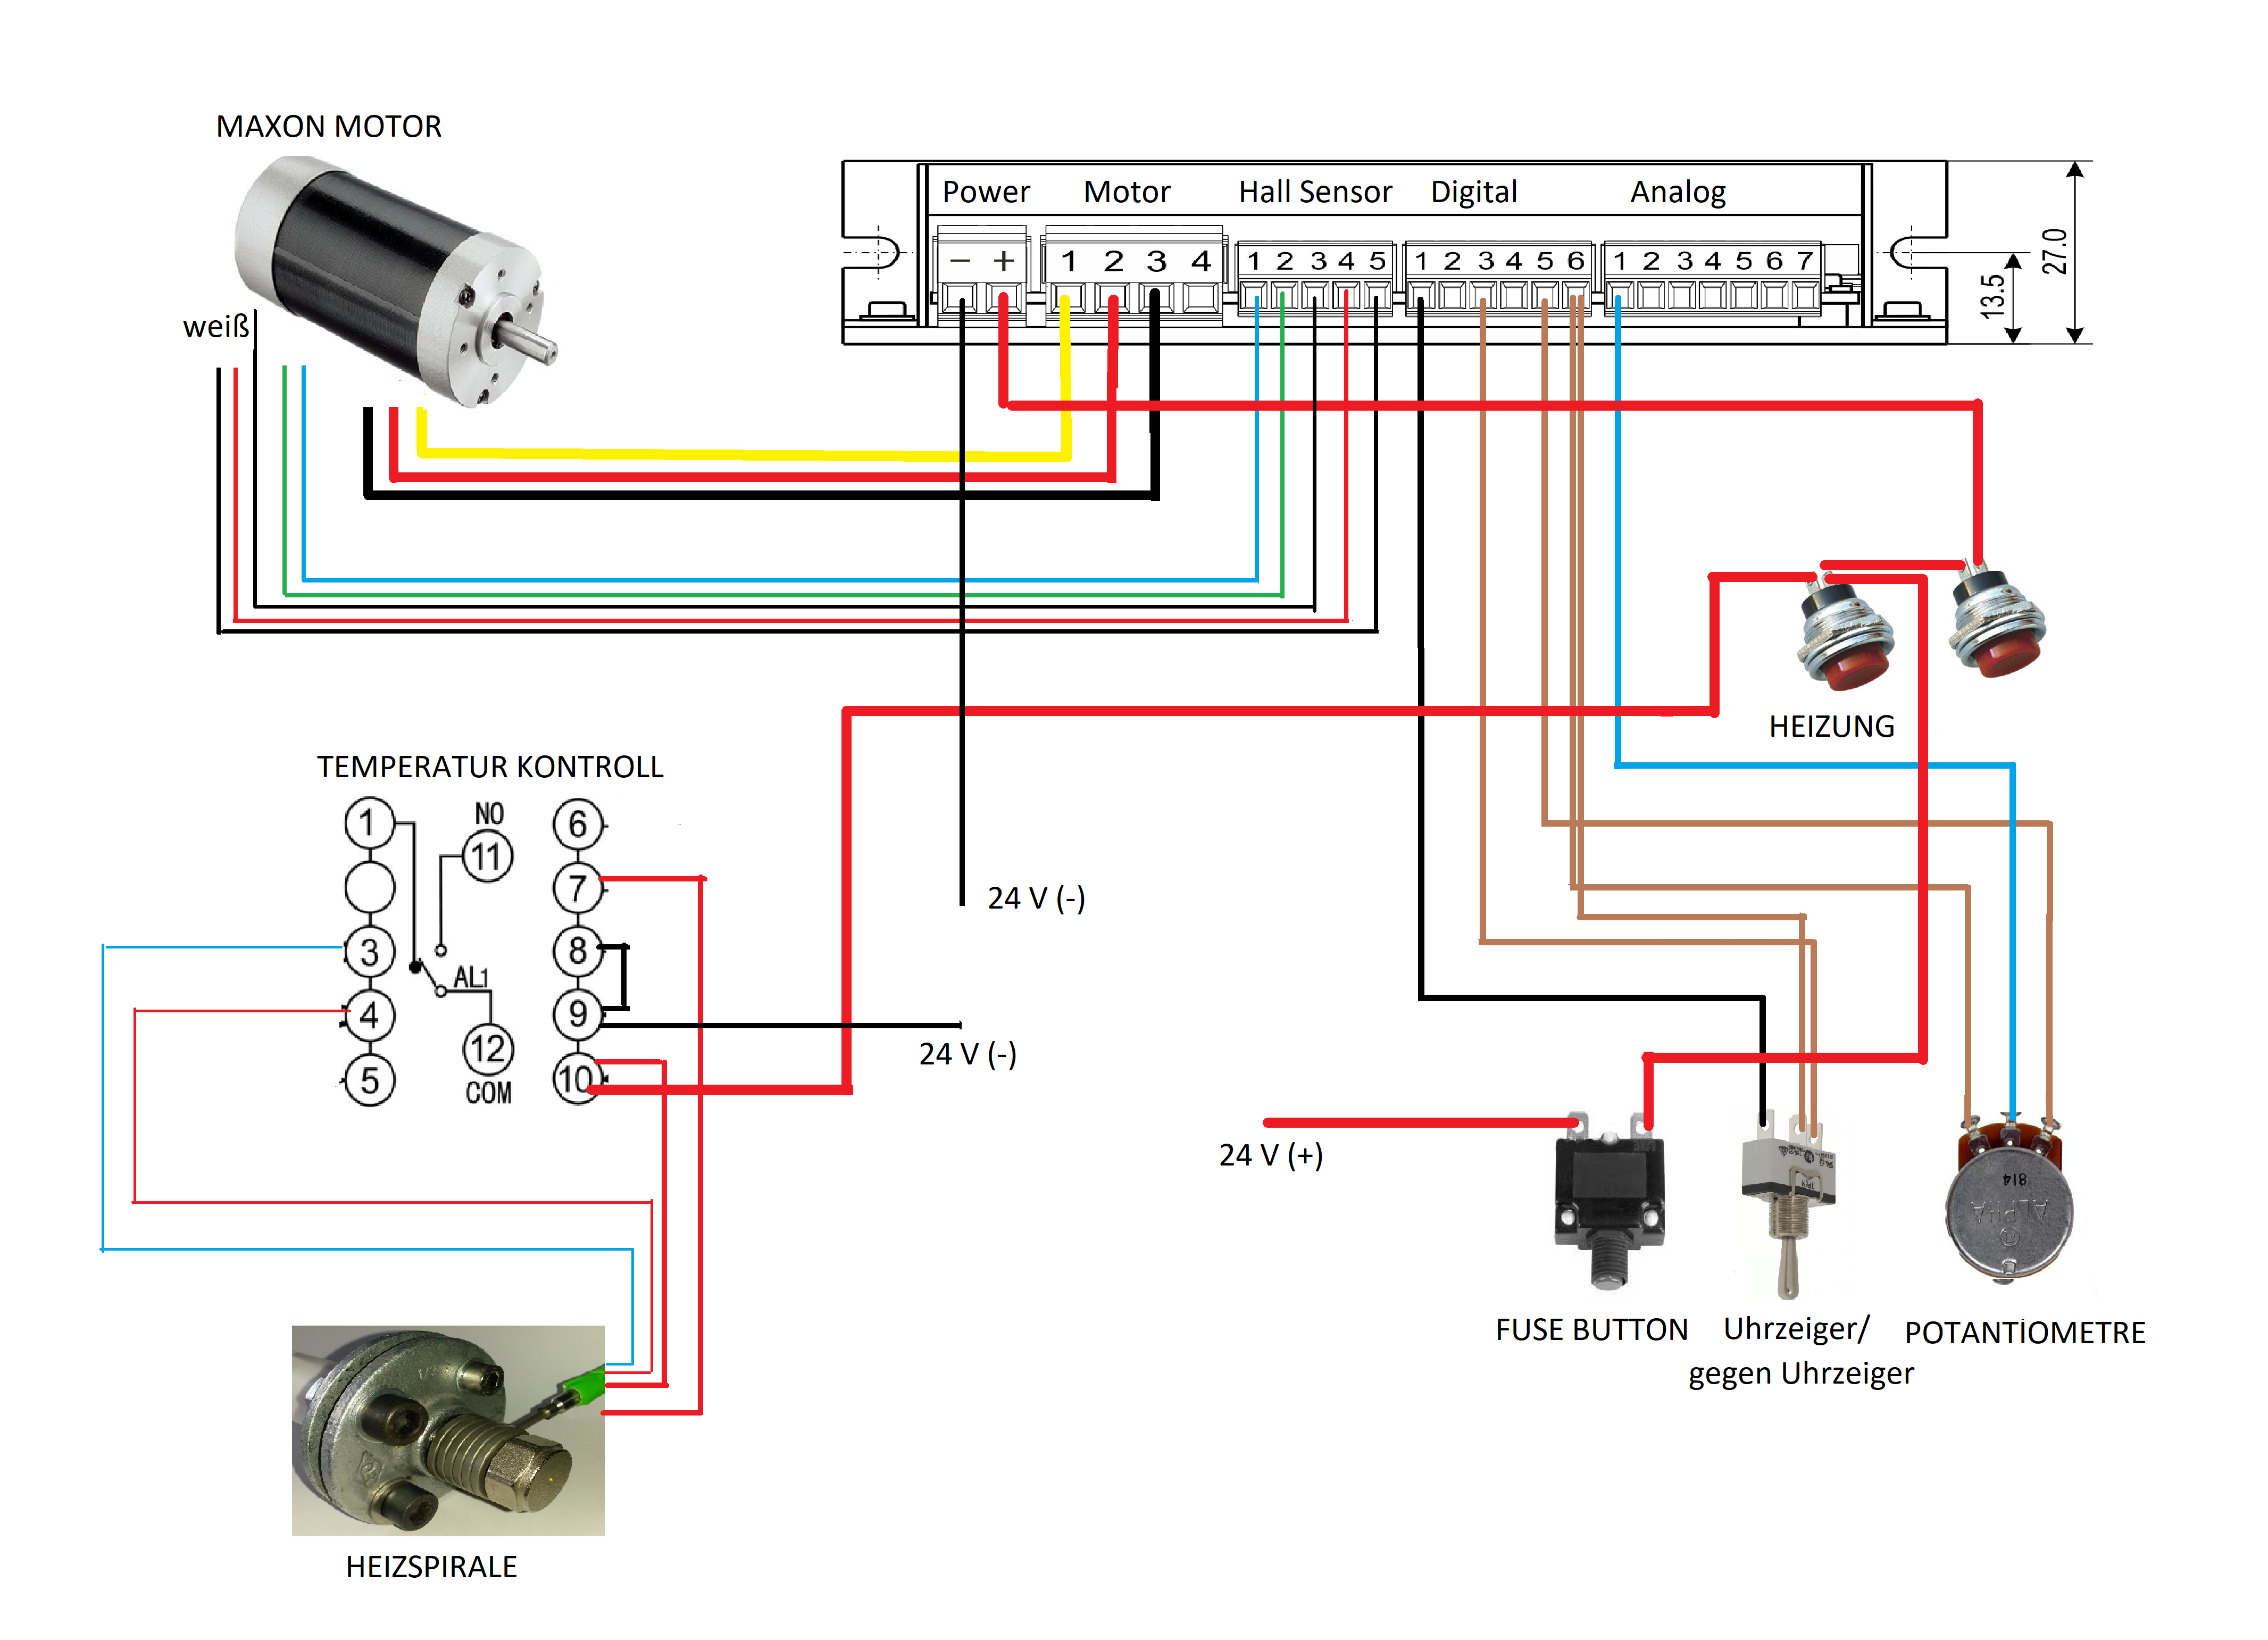 MAXON MOTOR
weiß
Power Motor Hall Sensor Digital Analog
− + 1 2 3 4 1 2 3 4 5 1 2 3 4 5 6 1 2 3 4 5 6 7
27.0
13.5
HEIZUNG
TEMPERATUR KONTROLL
1 NO 6
11 7
3 8
AL1
4 9
12
5 COM 10
24 V (-)
24 V (-)
24 V (+)
814
ALPHA
FUSE BUTTON
Uhrzeiger/
gegen Uhrzeiger
POTANTIOMETRE
HEIZSPIRALE